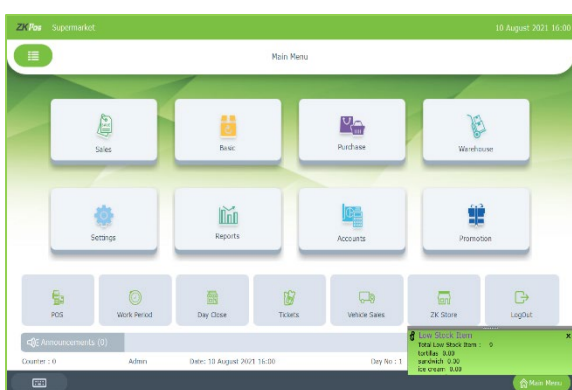 ZKPos Supermarket 10 August 2021 16:00
Main Menu
Sales Basic Purchase Warehouse
Settings Reports Accounts Promotion
POS Work Period Day Close Tickets Vehicle Sales ZK Store LogOut
Announcements (0)
Low Stock Item x
Total Low Stock Item : 0
tortillas 0.00
sandwich 0.00
ice cream 0.00
Counter : 0 Admin Date: 10 August 2021 16:00 Day No : 1
Main Menu